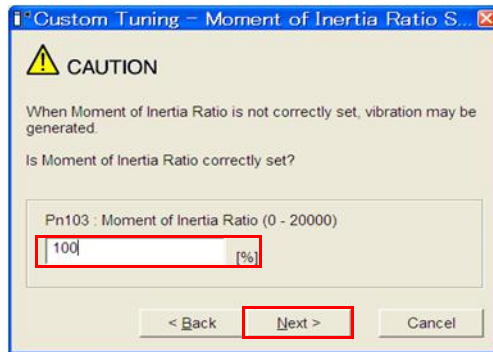 Custom Tuning - Moment of Inertia Ratio S...
CAUTION
When Moment of Inertia Ratio is not correctly set, vibration may be
generated.
Is Moment of Inertia Ratio correctly set?
Pn103 : Moment of Inertia Ratio (0 - 20000)
100
[%]
< Back
Next >
Cancel